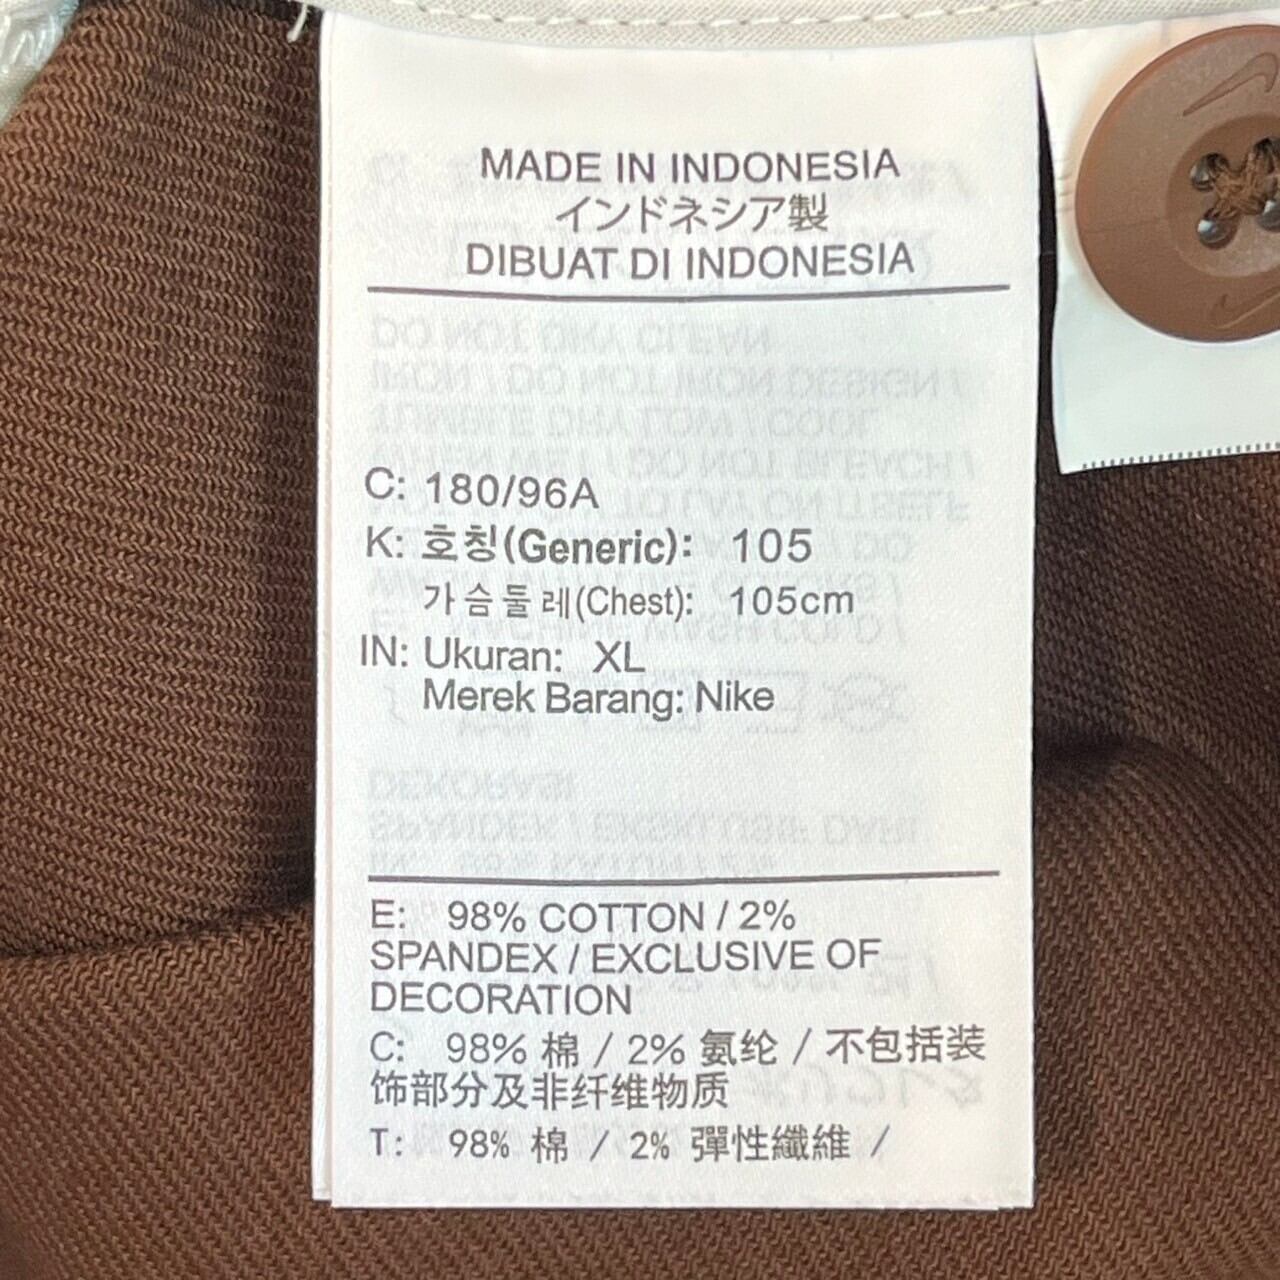 MADE IN INDONESIA
インドネシア製
DIBUAT DI INDONESIA
C: 180/96A
K: 호칭(Generic): 105
가슴둘레(Chest): 105cm
IN: Ukuran: XL
Merek Barang: Nike
E: 98% COTTON / 2%
SPANDEX / EXCLUSIVE OF
DECORATION
C: 98% 棉 / 2% 氨纶 / 不包括装
饰部分及非纤维物质
T: 98% 棉 / 2% 彈性纖維 /